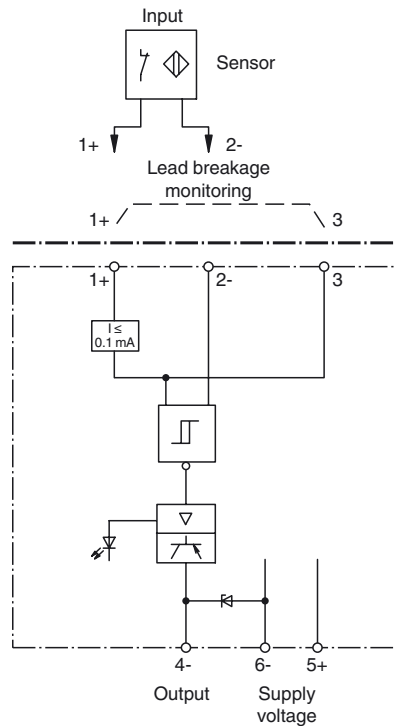 Input
Sensor
1+
2-
Lead breakage
monitoring
1+
3
1+
2-
3
I ≤
0.1 mA
4-
6-
5+
Output
Supply
voltage